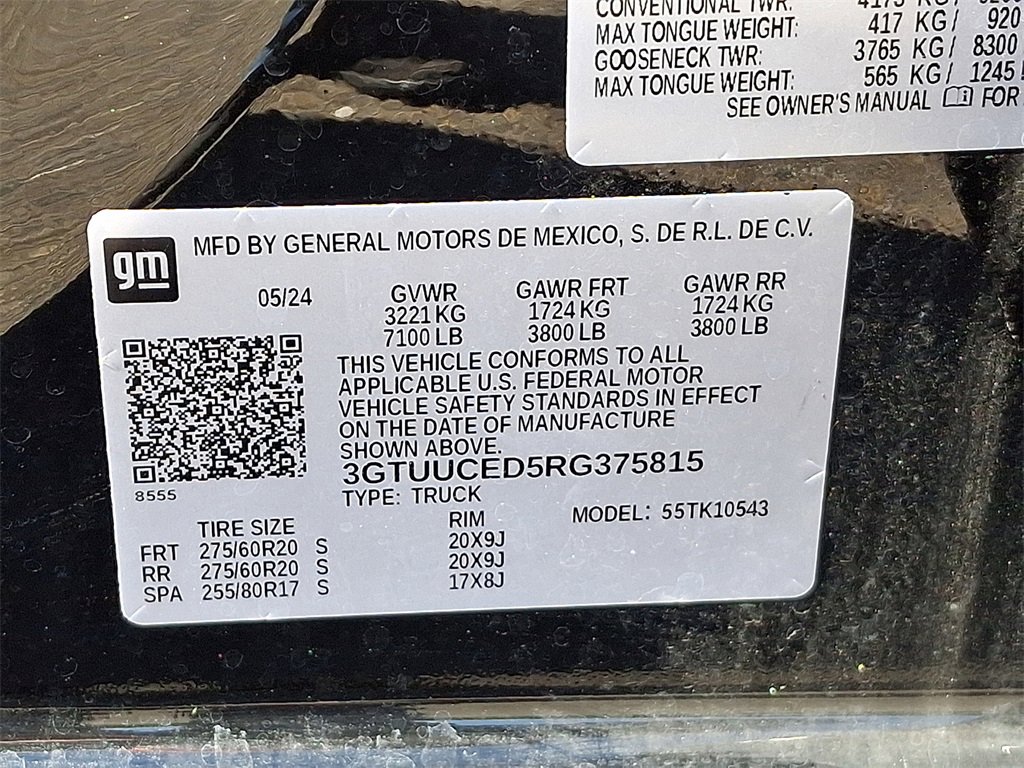 CONVENTIONAL TWR: 4173 KG/
MAX TONGUE WEIGHT: 417 KG/ 920
GOOSENECK TWR: 3765 KG/ 8300
MAX TONGUE WEIGHT: 565 KG/ 1245
SEE OWNER'S MANUAL FOR
gm
MFD BY GENERAL MOTORS DE MEXICO, S. DE R.L. DE C.V.
05/24
GVWR GAWR FRT GAWR RR
3221 KG 1724 KG 1724 KG
7100 LB 3800 LB 3800 LB
THIS VEHICLE CONFORMS TO ALL
APPLICABLE U.S. FEDERAL MOTOR
VEHICLE SAFETY STANDARDS IN EFFECT
ON THE DATE OF MANUFACTURE
SHOWN ABOVE.
3GTUUCED5RG375815
8555
TYPE: TRUCK
MODEL: 55TK10543
TIRE SIZE RIM
FRT 275/60R20 S 20X9J
RR 275/60R20 S 20X9J
SPA 255/80R17 S 17X8J